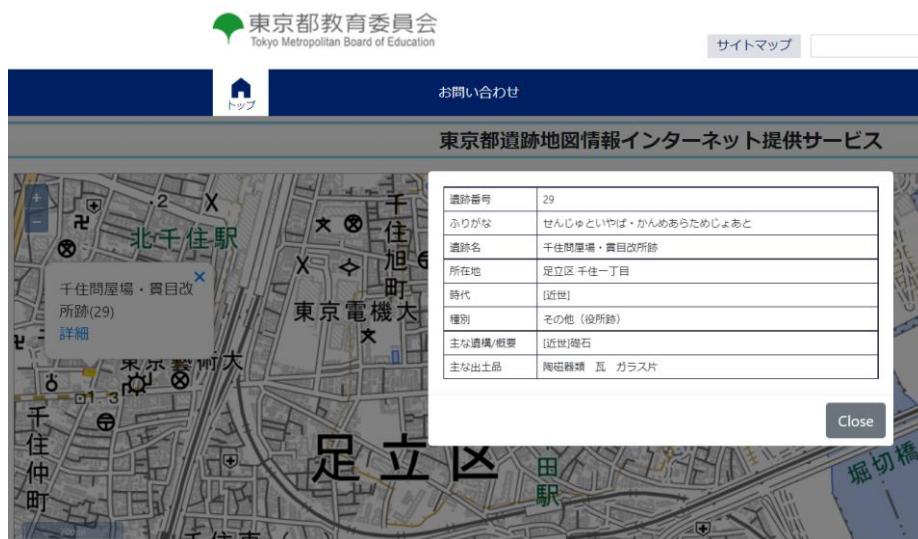 東京都教育委員会
Tokyo Metropolitan Board of Education
サイトマップ
トップ
お問い合わせ
東京都遺跡地図情報インターネット提供サービス
遺跡番号 29
ふりがな せんじゅといやば・かんめあらためじょあと
遺跡名 千住問屋場・貫目改所跡
所在地 足立区 千住一丁目
時代 [近世]
種別 その他（役所跡）
主な遺構/概要 [近世]礎石
主な出土品 陶磁器類 瓦 ガラス片
Close
+
−
北千住駅
千住旭町
東京電機大
千住問屋場・貫目改
所跡(29)
詳細
×
東京藝術大
1.3
千住仲町
足立区
田
駅
堀切橋